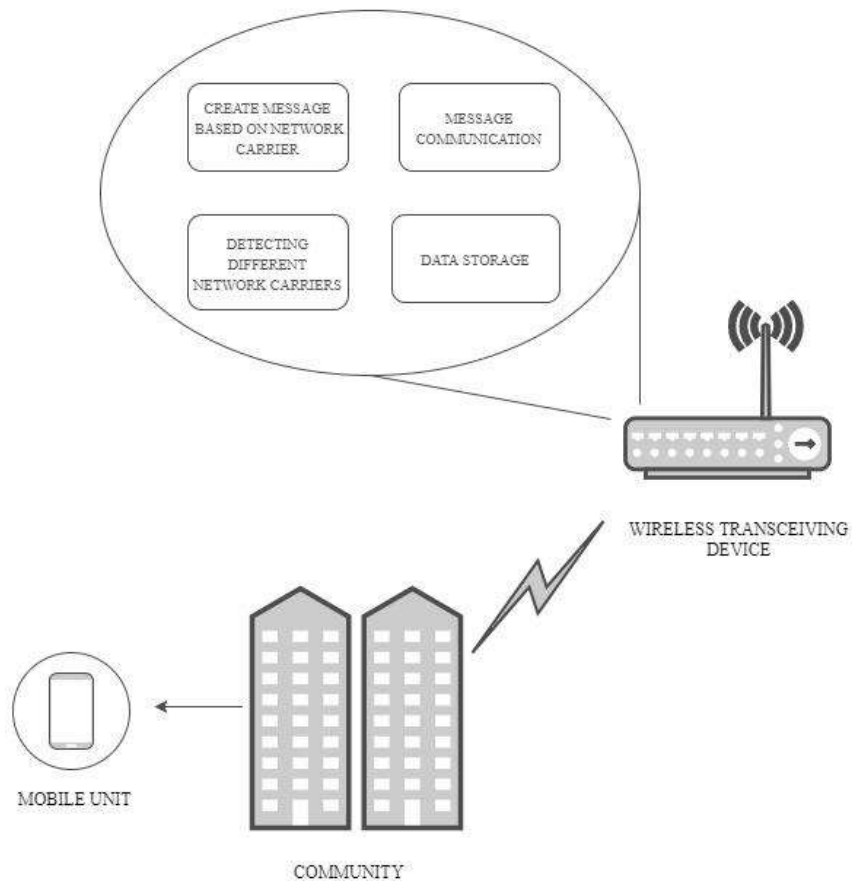 CREATE MESSAGE
BASED ON NETWORK
CARRIER
MESSAGE
COMMUNICATION
DETECTING
DIFFERENT
NETWORK CARRIERS
DATA STORAGE
WIRELESS TRANSCEIVING
DEVICE
MOBILE UNIT
COMMUNITY